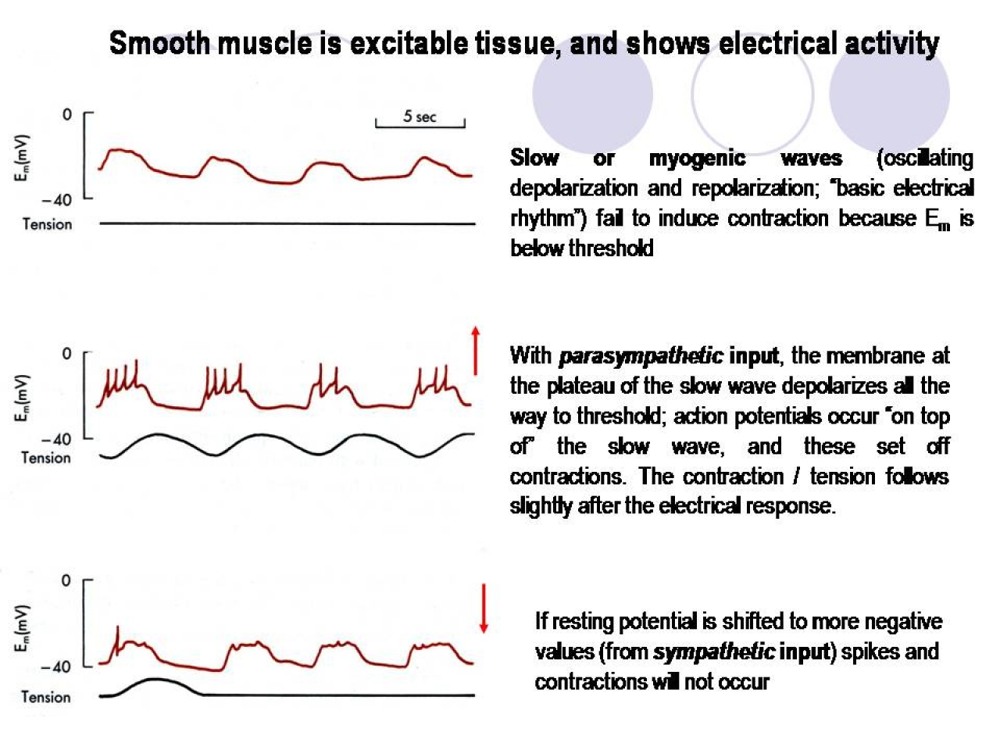 Smooth muscle is excitable tissue, and shows electrical activity
0
5 sec
Em(mV)
−40
Tension
Slow or myogenic waves (oscillating
depolarization and repolarization; “basic electrical
rhythm”) fail to induce contraction because Em is
below threshold
0
Em(mV)
−40
Tension
With parasympathetic input, the membrane at
the plateau of the slow wave depolarizes all the
way to threshold; action potentials occur “on top
of” the slow wave, and these set off
contractions. The contraction / tension follows
slightly after the electrical response.
0
Em(mV)
−40
Tension
If resting potential is shifted to more negative
values (from sympathetic input) spikes and
contractions will not occur